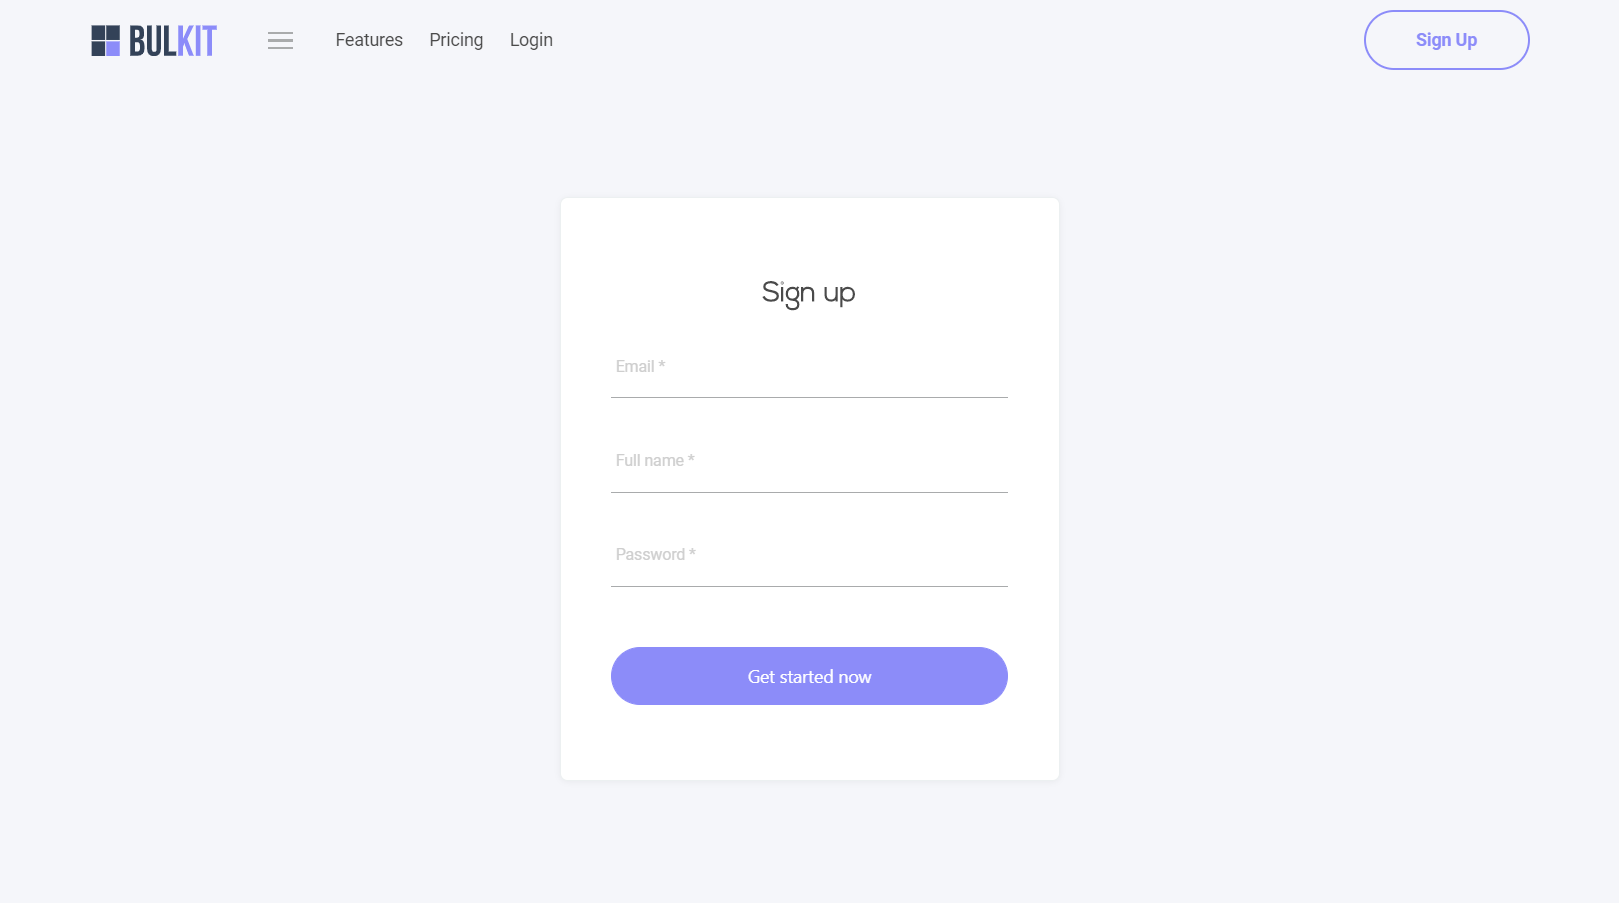 BULKIT
Features Pricing Login
Sign Up
Sign up
Email *
Full name *
Password *
Get started now